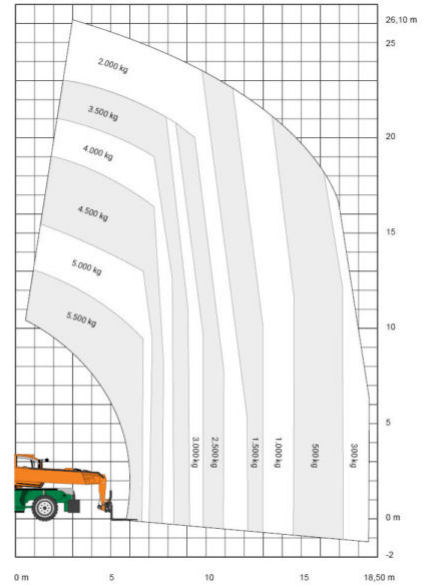 26,10 m
25
2.000 kg
3.500 kg
20
4.000 kg
4.500 kg
15
5.000 kg
5.500 kg
10
5
3.000 kg
2.500 kg
1.500 kg
1.000 kg
500 kg
300 kg
0 m
-2
0 m
5
10
15
18,50 m